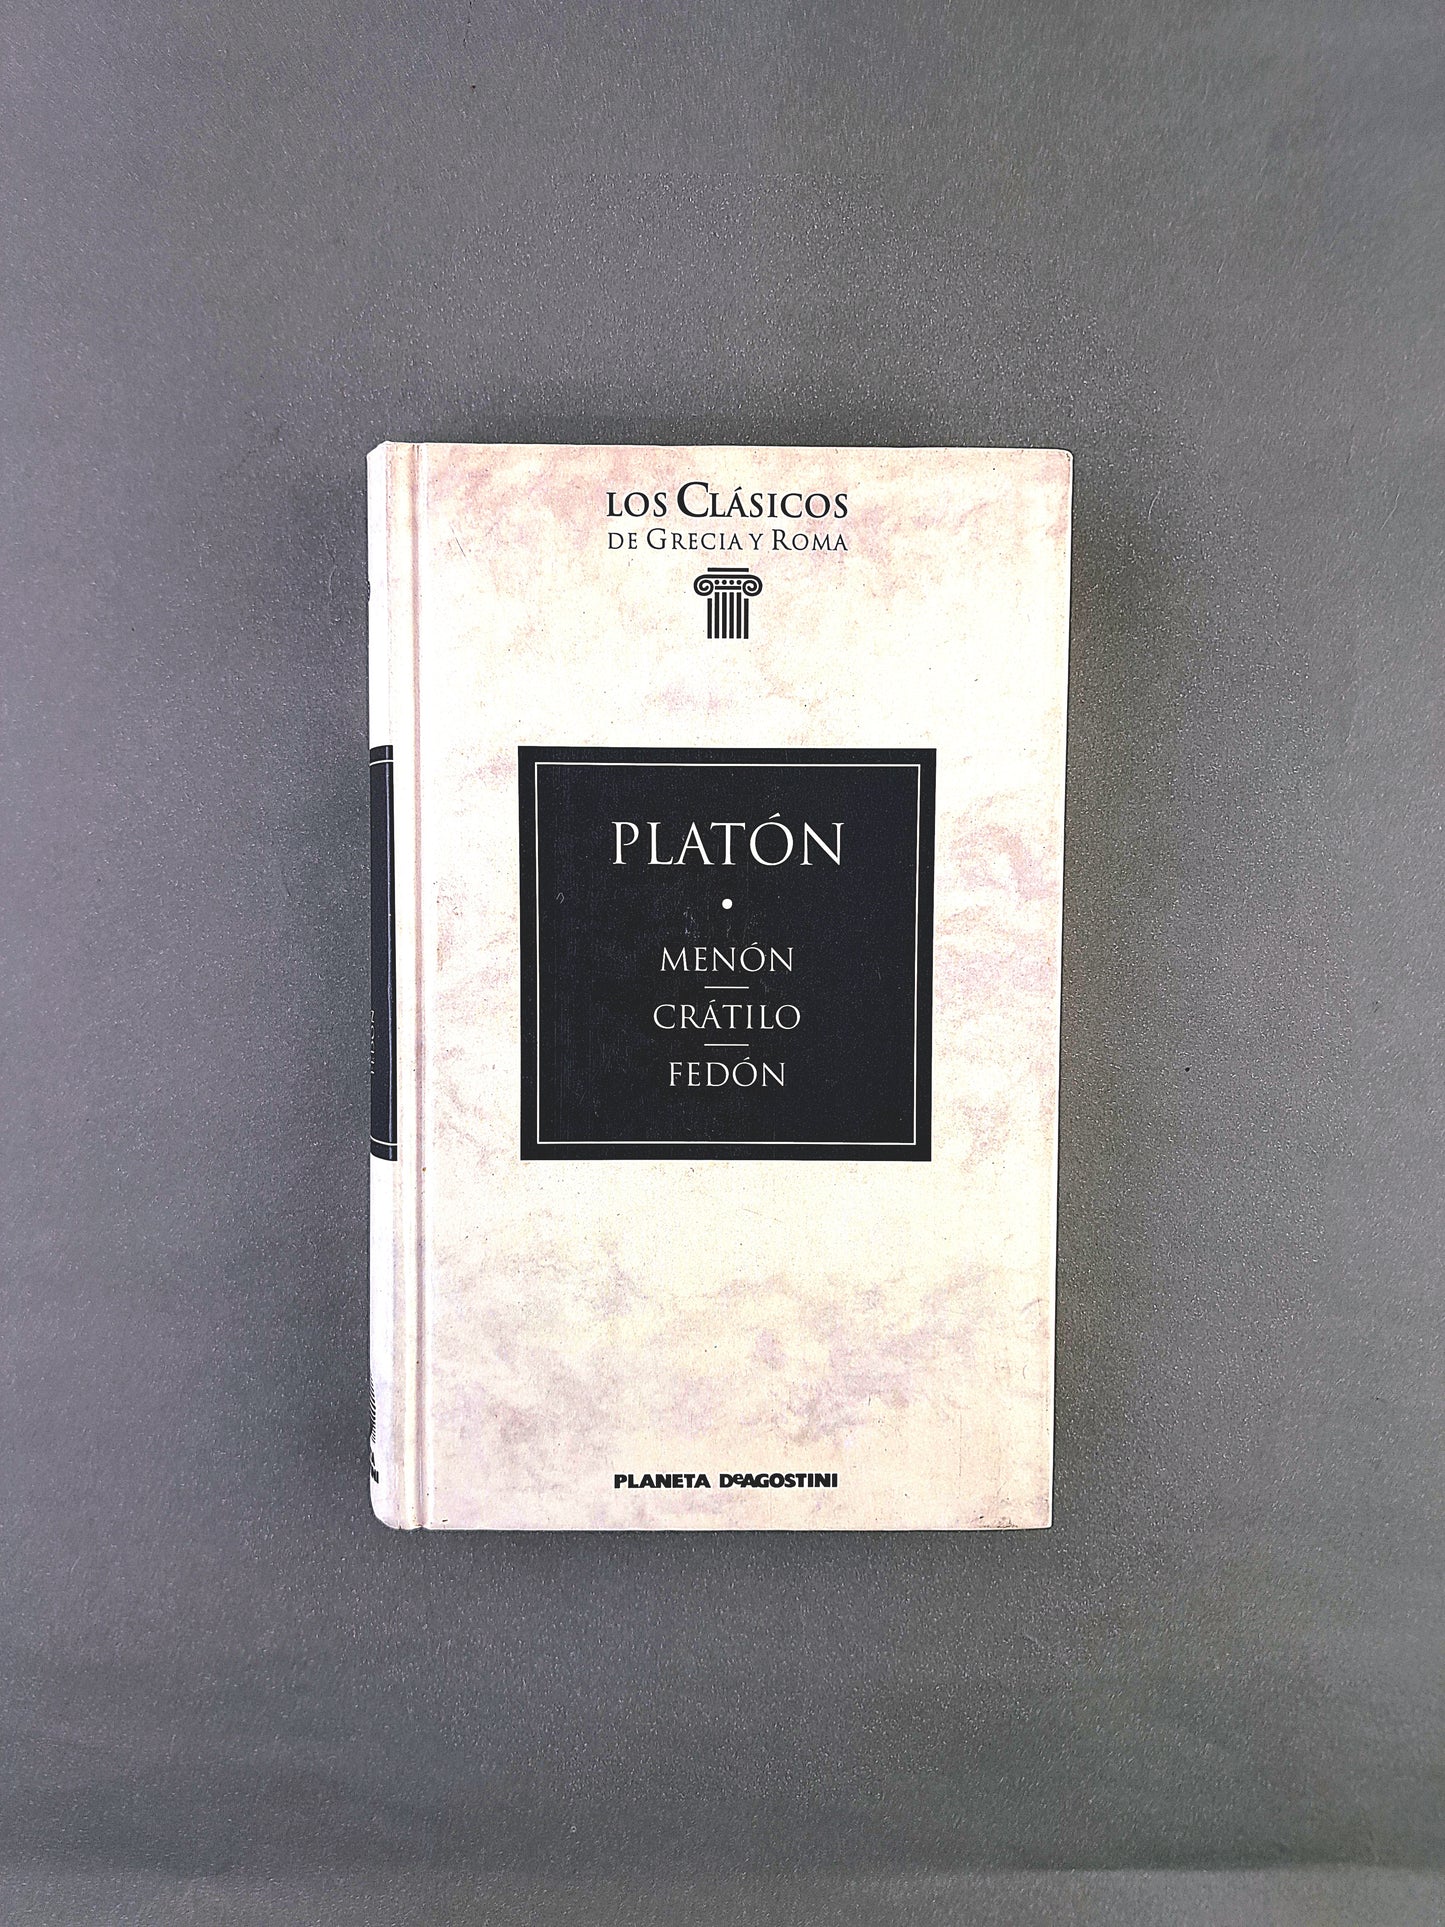 LOS CLÁSICOS
DE GRECIA Y ROMA
PLATÓN
MENÓN
CRÁTILO
FEDÓN
PLANETA DeAGOSTINI